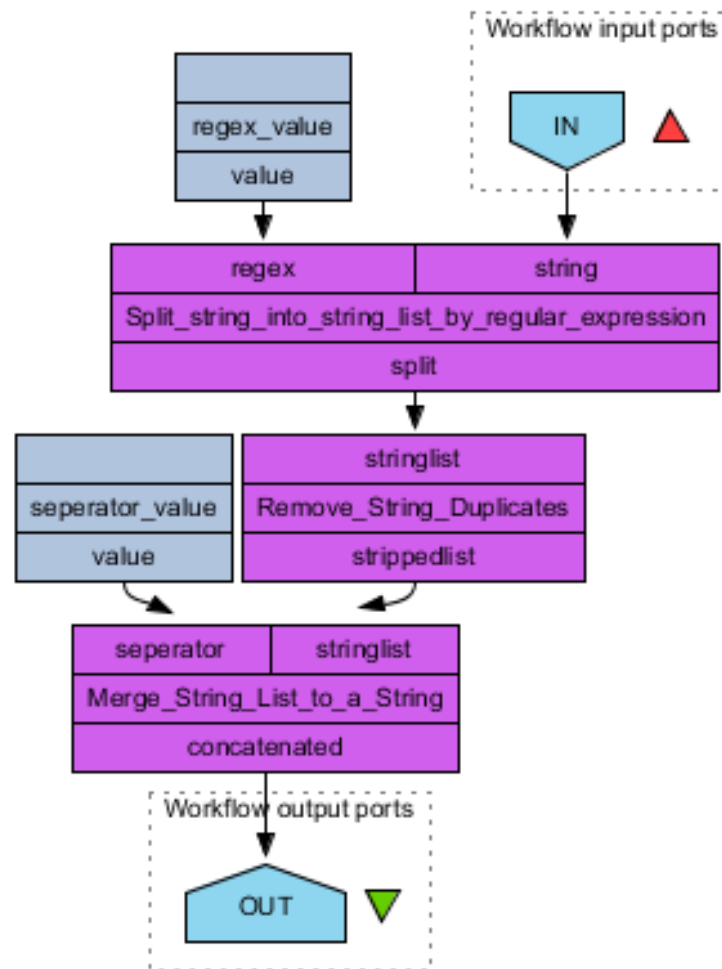 Workflow input ports
IN
regex_value
value
regex string
Split_string_into_string_list_by_regular_expression
split
stringlist
Remove_String_Duplicates
strippedlist
seperator_value
value
seperator stringlist
Merge_String_List_to_a_String
concatenated
Workflow output ports
OUT